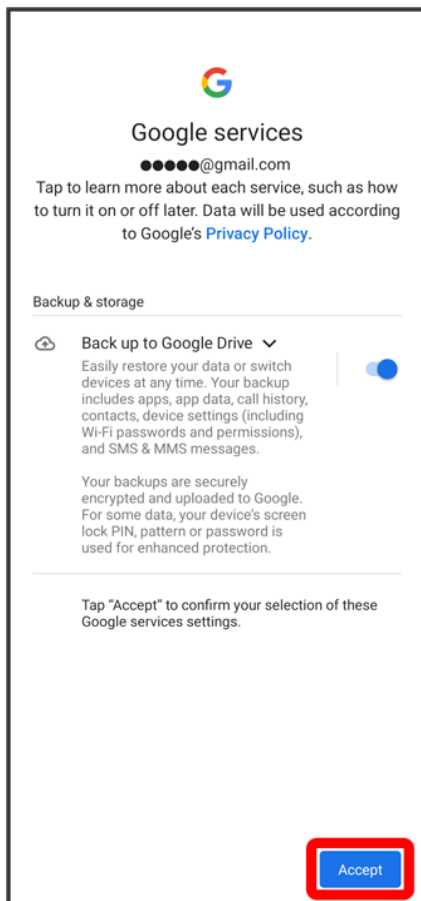 Google services
●●●●●@gmail.com
Tap to learn more about each service, such as how
to turn it on or off later. Data will be used according
to Google's Privacy Policy.
Backup & storage
Back up to Google Drive
Easily restore your data or switch
devices at any time. Your backup
includes apps, app data, call history,
contacts, device settings (including
Wi-Fi passwords and permissions),
and SMS & MMS messages.
Your backups are securely
encrypted and uploaded to Google.
For some data, your device's screen
lock PIN, pattern or password is
used for enhanced protection.
Tap “Accept” to confirm your selection of these
Google services settings.
Accept